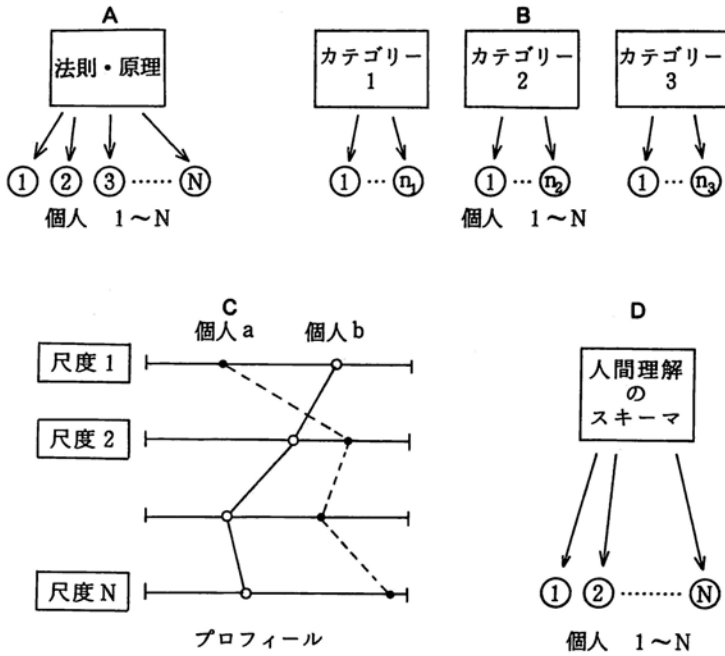 A
法則・原理
1 2 3 …… N
個人 1～N
B
カテゴリー
1
カテゴリー
2
カテゴリー
3
1 … n1
1 … n2
1 … n3
個人 1～N
C
個人a 個人b
尺度1
尺度2
尺度N
プロフィール
D
人間理解
の
スキーマ
1 2 ……… N
個人 1～N